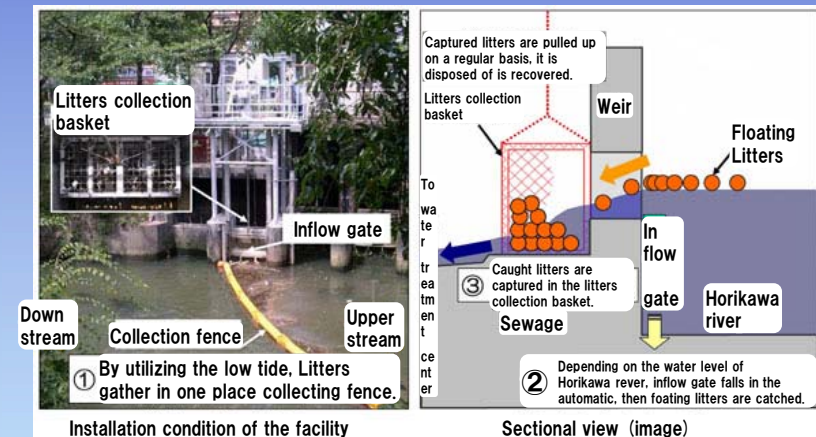 Litters collection
basket
Inflow gate
Down
stream
Collection fence
Upper
stream
① By utilizing the low tide, Litters
gather in one place collecting fence.
Installation condition of the facility
Captured litters are pulled up
on a regular basis, it is
disposed of is recovered.
Litters collection
basket
Weir
Floating
Litters
To
wa
te
r
tr
ea
tm
en
t
ce
nt
er
③ Caught litters are
captured in the litters
collection basket.
Sewage
In
flow
gate
Horikawa
river
② Depending on the water level of
Horikawa rever, inflow gate falls in the
automatic, then foating litters are catched.
Sectional view (image)